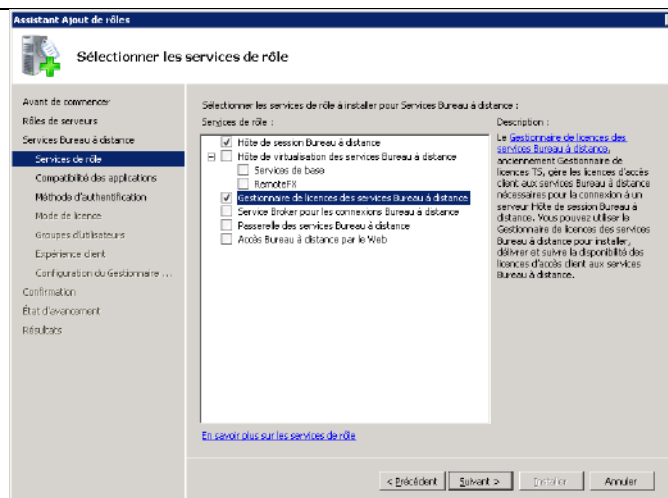 Assistant Ajout de rôles
Sélectionner les services de rôle
Avant de commencer
Rôles de serveurs
Services Bureau à distance
Services de rôle
Compatibilité des applications
Méthode d'authentification
Mode de licence
Groupes d'utilisateurs
Expérience client
Configuration du Gestionnaire ...
Confirmation
État d'avancement
Résultats
Sélectionner les services de rôle à installer pour Services Bureau à distance :
Services de rôle :
Hôte de session Bureau à distance
Hôte de virtualisation des services Bureau à distance
Services de base
RemoteFX
Gestionnaire de licences des services Bureau à distance
Service Broker pour les connexions Bureau à distance
Passerelle des services Bureau à distance
Accès Bureau à distance par le Web
En savoir plus sur les services de rôle
Description :
Le Gestionnaire de licences des
services Bureau à distance,
anciennement Gestionnaire de
licences TS, gère les licences d'accès
client aux services Bureau à distance
nécessaires pour la connexion à un
serveur Hôte de session Bureau à
distance. Vous pouvez utiliser le
Gestionnaire de licences des services
Bureau à distance pour installer,
délivrer et suivre la disponibilité des
licences d'accès client aux services
Bureau à distance.
< Précédent
Suivant >
Installer
Annuler